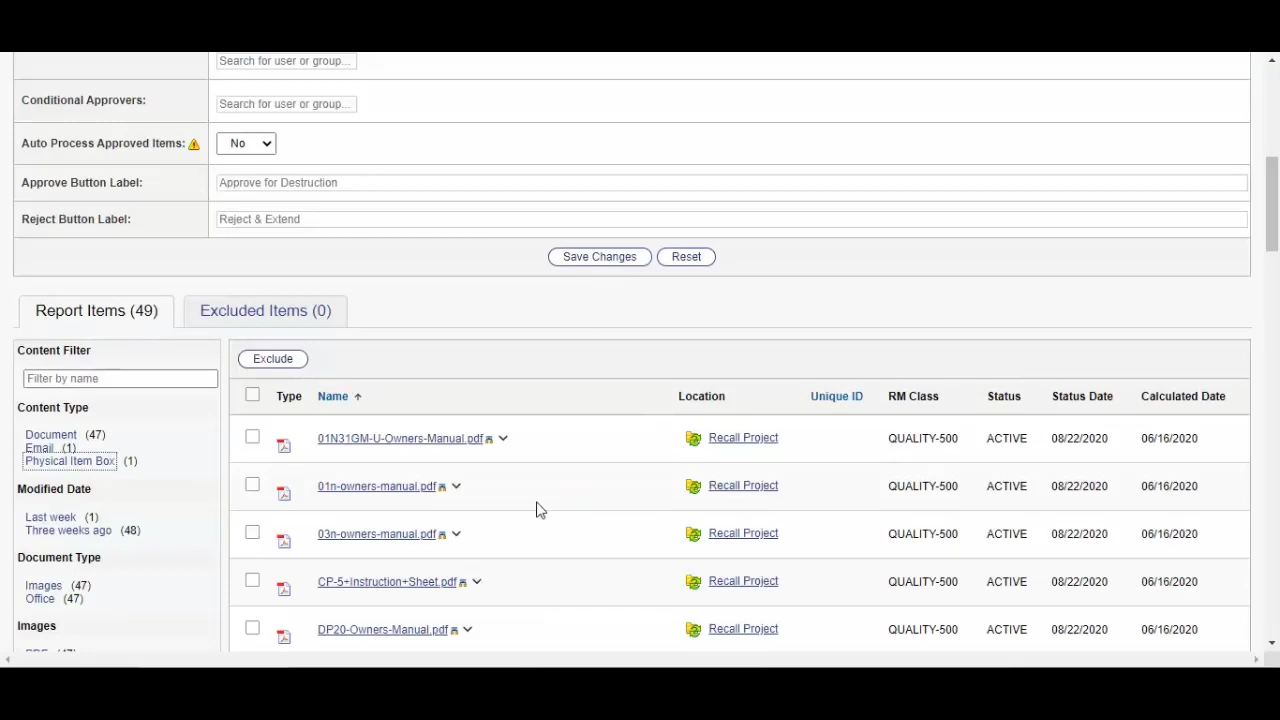 Search for user or group...
Conditional Approvers:
Search for user or group...
Auto Process Approved Items:
No
Approve Button Label:
Approve for Destruction
Reject Button Label:
Reject & Extend
Save Changes
Reset
Report Items (49)
Excluded Items (0)
Content Filter
Filter by name
Content Type
Document (47)
Email (1)
Physical Item Box (1)
Modified Date
Last week (1)
Three weeks ago (48)
Document Type
Images (47)
Office (47)
Images
Exclude
Type Name Location Unique ID RM Class Status Status Date Calculated Date
01N31GM-U-Owners-Manual.pdf Recall Project QUALITY-500 ACTIVE 08/22/2020 06/16/2020
01n-owners-manual.pdf Recall Project QUALITY-500 ACTIVE 08/22/2020 06/16/2020
03n-owners-manual.pdf Recall Project QUALITY-500 ACTIVE 08/22/2020 06/16/2020
CP-5+Instruction+Sheet.pdf Recall Project QUALITY-500 ACTIVE 08/22/2020 06/16/2020
DP20-Owners-Manual.pdf Recall Project QUALITY-500 ACTIVE 08/22/2020 06/16/2020